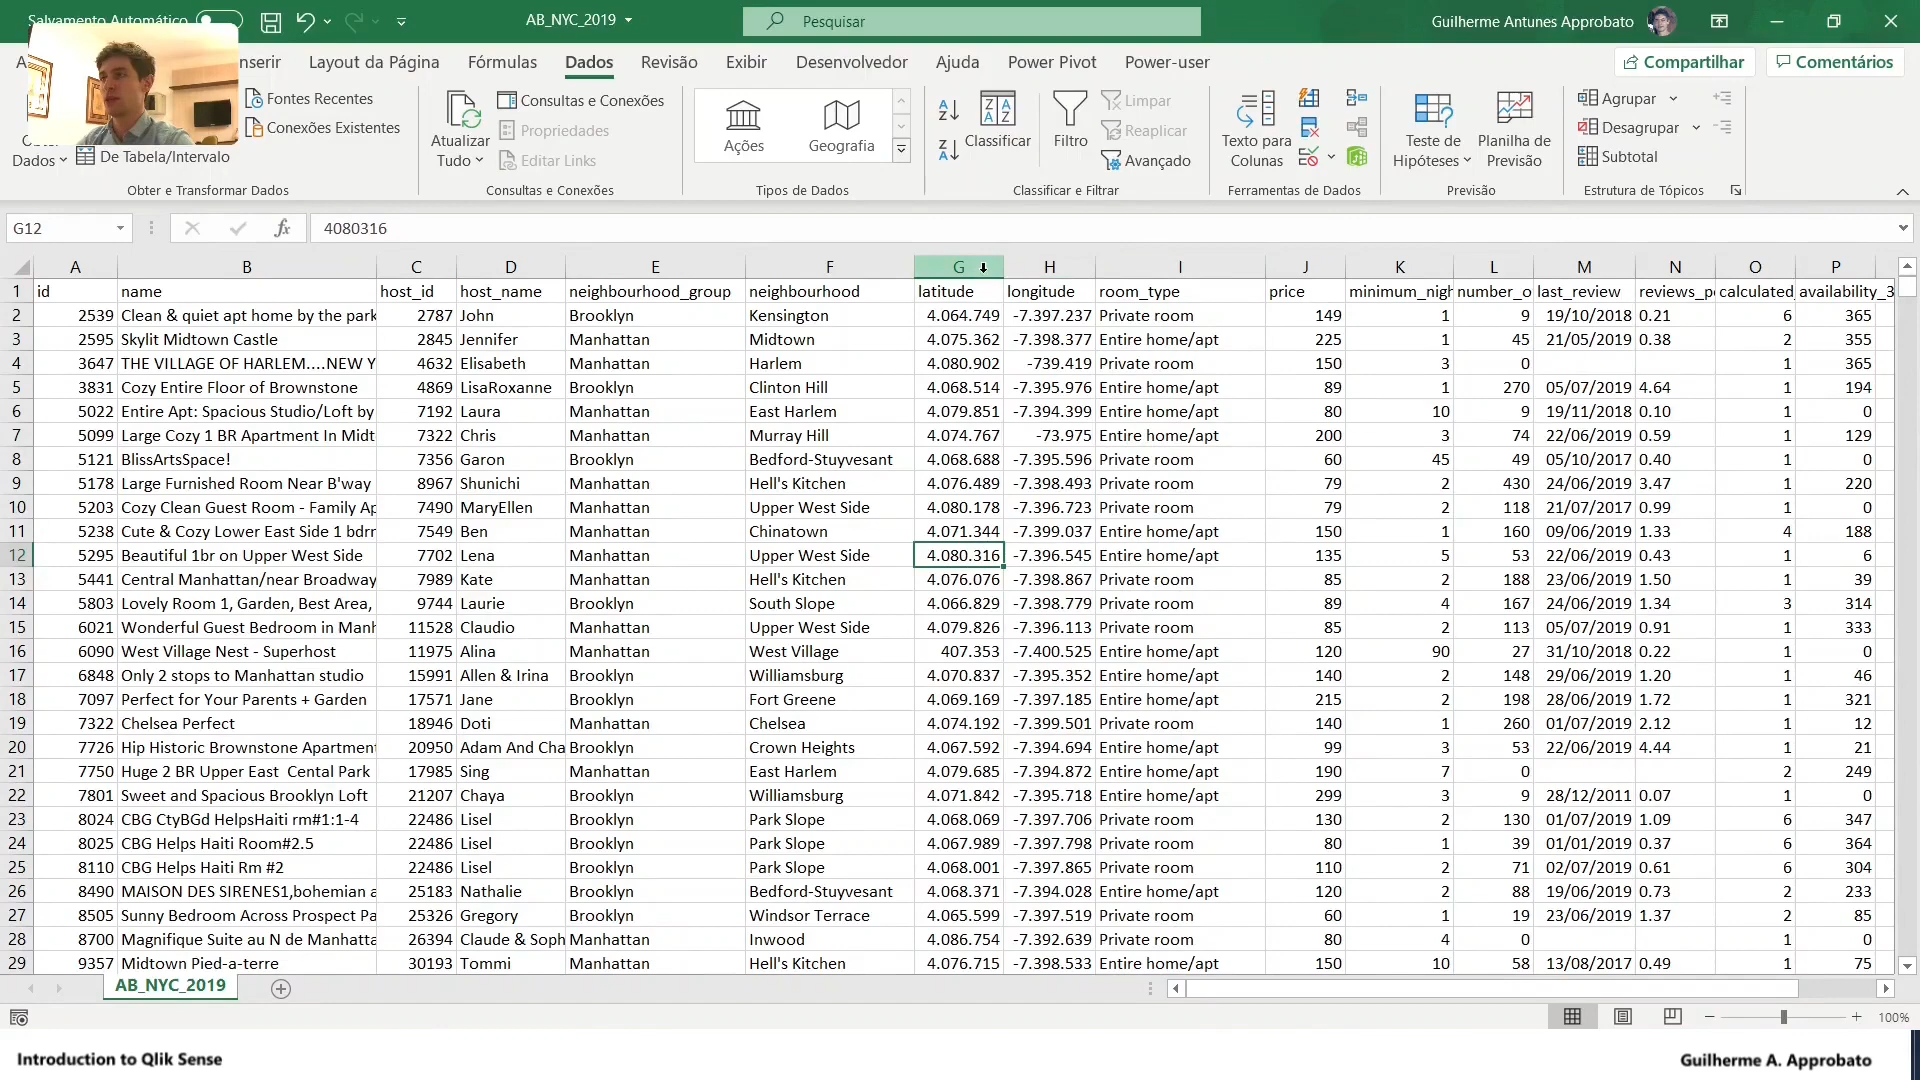 Salvamento Automático
AB_NYC_2019
Pesquisar
Guilherme Antunes Approbato
nserir Layout da Página Fórmulas Dados Revisão Exibir Desenvolvedor Ajuda Power Pivot Power-user Compartilhar Comentários
Dados
De Tabela/Intervalo
Fontes Recentes
Conexões Existentes
Obter e Transformar Dados
Atualizar
Tudo
Consultas e Conexões
Propriedades
Editar Links
Consultas e Conexões
Ações
Geografia
Tipos de Dados
Classificar
Filtro
Limpar
Reaplicar
Avançado
Classificar e Filtrar
Texto para
Colunas
Ferramentas de Dados
Teste de
Hipóteses
Planilha de
Previsão
Previsão
Agrupar
Desagrupar
Subtotal
Estrutura de Tópicos
G12 fx 4080316
A B C D E F G H I J K L M N O P
1 id name host_id host_name neighbourhood_group neighbourhood latitude longitude room_type price minimum_nigh number_o last_review reviews_pe calculated_ availability_3
2 2539 Clean & quiet apt home by the park 2787 John Brooklyn Kensington 4.064.749 -7.397.237 Private room 149 1 9 19/10/2018 0.21 6 365
3 2595 Skylit Midtown Castle 2845 Jennifer Manhattan Midtown 4.075.362 -7.398.377 Entire home/apt 225 1 45 21/05/2019 0.38 2 355
4 3647 THE VILLAGE OF HARLEM....NEW Y 4632 Elisabeth Manhattan Harlem 4.080.902 -739.419 Private room 150 3 0 1 365
5 3831 Cozy Entire Floor of Brownstone 4869 LisaRoxanne Brooklyn Clinton Hill 4.068.514 -7.395.976 Entire home/apt 89 1 270 05/07/2019 4.64 1 194
6 5022 Entire Apt: Spacious Studio/Loft by 7192 Laura Manhattan East Harlem 4.079.851 -7.394.399 Entire home/apt 80 10 9 19/11/2018 0.10 1 0
7 5099 Large Cozy 1 BR Apartment In Midt 7322 Chris Manhattan Murray Hill 4.074.767 -73.975 Entire home/apt 200 3 74 22/06/2019 0.59 1 129
8 5121 BlissArtsSpace! 7356 Garon Brooklyn Bedford-Stuyvesant 4.068.688 -7.395.596 Private room 60 45 49 05/10/2017 0.40 1 0
9 5178 Large Furnished Room Near B'way 8967 Shunichi Manhattan Hell's Kitchen 4.076.489 -7.398.493 Private room 79 2 430 24/06/2019 3.47 1 220
10 5203 Cozy Clean Guest Room - Family Ap 7490 MaryEllen Manhattan Upper West Side 4.080.178 -7.396.723 Private room 79 2 118 21/07/2017 0.99 1 0
11 5238 Cute & Cozy Lower East Side 1 bdrr 7549 Ben Manhattan Chinatown 4.071.344 -7.399.037 Entire home/apt 150 1 160 09/06/2019 1.33 4 188
12 5295 Beautiful 1br on Upper West Side 7702 Lena Manhattan Upper West Side 4.080.316 -7.396.545 Entire home/apt 135 5 53 22/06/2019 0.43 1 6
13 5441 Central Manhattan/near Broadway 7989 Kate Manhattan Hell's Kitchen 4.076.076 -7.398.867 Private room 85 2 188 23/06/2019 1.50 1 39
14 5803 Lovely Room 1, Garden, Best Area, 9744 Laurie Brooklyn South Slope 4.066.829 -7.398.779 Private room 89 4 167 24/06/2019 1.34 3 314
15 6021 Wonderful Guest Bedroom in Manh 11528 Claudio Manhattan Upper West Side 4.079.826 -7.396.113 Private room 85 2 113 05/07/2019 0.91 1 333
16 6090 West Village Nest - Superhost 11975 Alina Manhattan West Village 407.353 -7.400.525 Entire home/apt 120 90 27 31/10/2018 0.22 1 0
17 6848 Only 2 stops to Manhattan studio 15991 Allen & Irina Brooklyn Williamsburg 4.070.837 -7.395.352 Entire home/apt 140 2 148 29/06/2019 1.20 1 46
18 7097 Perfect for Your Parents + Garden 17571 Jane Brooklyn Fort Greene 4.069.169 -7.397.185 Entire home/apt 215 2 198 28/06/2019 1.72 1 321
19 7322 Chelsea Perfect 18946 Doti Manhattan Chelsea 4.074.192 -7.399.501 Private room 140 1 260 01/07/2019 2.12 1 12
20 7726 Hip Historic Brownstone Apartment 20950 Adam And Cha Brooklyn Crown Heights 4.067.592 -7.394.694 Entire home/apt 99 3 53 22/06/2019 4.44 1 21
21 7750 Huge 2 BR Upper East Cental Park 17985 Sing Manhattan East Harlem 4.079.685 -7.394.872 Entire home/apt 190 7 0 2 249
22 7801 Sweet and Spacious Brooklyn Loft 21207 Chaya Brooklyn Williamsburg 4.071.842 -7.395.718 Entire home/apt 299 3 9 28/12/2011 0.07 1 0
23 8024 CBG CtyBGd HelpsHaiti rm#1:1-4 22486 Lisel Brooklyn Park Slope 4.068.069 -7.397.706 Private room 130 2 130 01/07/2019 1.09 6 347
24 8025 CBG Helps Haiti Room#2.5 22486 Lisel Brooklyn Park Slope 4.067.989 -7.397.798 Private room 80 1 39 01/01/2019 0.37 6 364
25 8110 CBG Helps Haiti Rm #2 22486 Lisel Brooklyn Park Slope 4.068.001 -7.397.865 Private room 110 2 71 02/07/2019 0.61 6 304
26 8490 MAISON DES SIRENES1,bohemian a 25183 Nathalie Brooklyn Bedford-Stuyvesant 4.068.371 -7.394.028 Entire home/apt 120 2 88 19/06/2019 0.73 2 233
27 8505 Sunny Bedroom Across Prospect Pa 25326 Gregory Brooklyn Windsor Terrace 4.065.599 -7.397.519 Private room 60 1 19 23/06/2019 1.37 2 85
28 8700 Magnifique Suite au N de Manhatta 26394 Claude & Soph Manhattan Inwood 4.086.754 -7.392.639 Private room 80 4 0 1 0
29 9357 Midtown Pied-a-terre 30193 Tommi Manhattan Hell's Kitchen 4.076.715 -7.398.533 Entire home/apt 150 10 58 13/08/2017 0.49 1 75
AB_NYC_2019
100%
Introduction to Qlik Sense
Guilherme A. Approbato